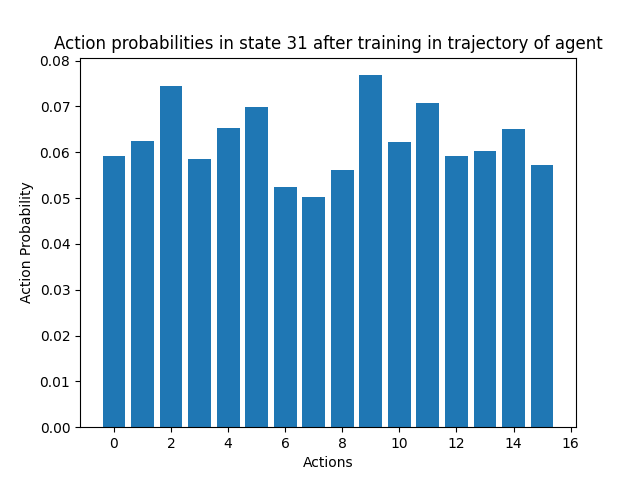 Action probabilities in state 31 after training in trajectory of agent
0.08
0.07
0.06
0.05
0.04
0.03
0.02
0.01
0.00
Action Probability
0 2 4 6 8 10 12 14 16
Actions